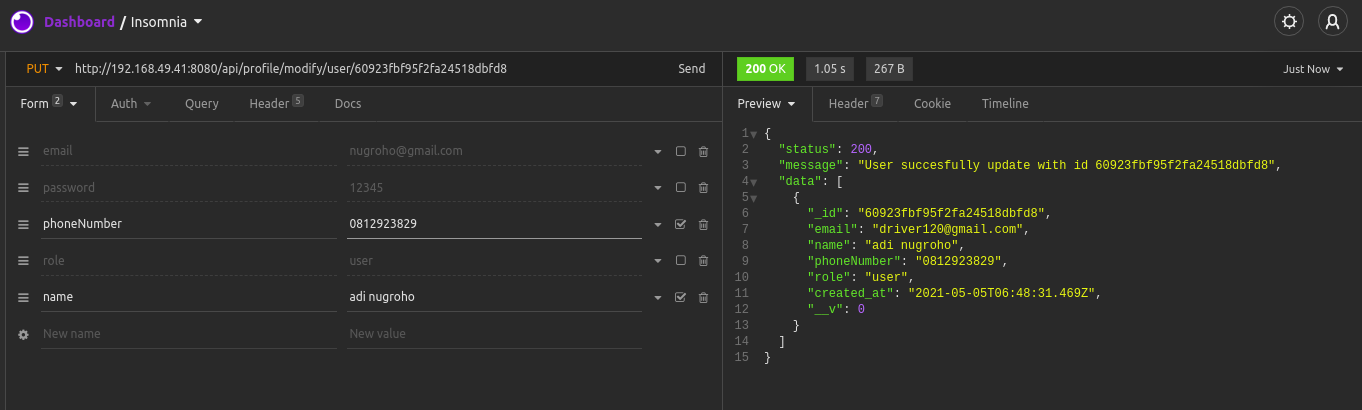 Dashboard / Insomnia
PUT http://192.168.49.41:8080/api/profile/modify/user/60923fbf95f2fa24518dbfd8 Send
Form 2 Auth Query Header 5 Docs
email nugroho@gmail.com
password 12345
phoneNumber 0812923829
role user
name adi nugroho
New name New value
200 OK 1.05 s 267 B Just Now
Preview Header 7 Cookie Timeline
1 {
2 "status": 200,
3 "message": "User succesfully update with id 60923fbf95f2fa24518dbfd8",
4 "data": [
5 {
6 "_id": "60923fbf95f2fa24518dbfd8",
7 "email": "driver120@gmail.com",
8 "name": "adi nugroho",
9 "phoneNumber": "0812923829",
10 "role": "user",
11 "created_at": "2021-05-05T06:48:31.469Z",
12 "__v": 0
13 }
14 ]
15 }